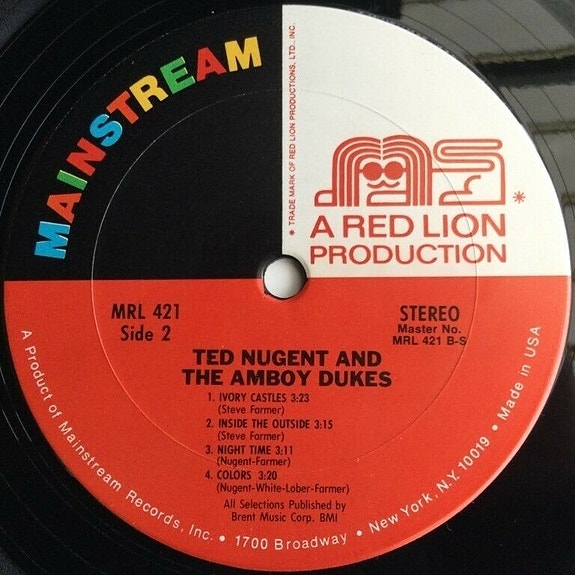 MAINSTREAM
* TRADE MARK OF RED LION PRODUCTIONS, LTD., INC.
*
A RED LION
PRODUCTION
MRL 421
Side 2
STEREO
Master No.
MRL 421 B-S
TED NUGENT AND
THE AMBOY DUKES
1. IVORY CASTLES 3:23
(Steve Farmer)
2. INSIDE THE OUTSIDE 3:15
(Steve Farmer)
3. NIGHT TIME 3:11
(Nugent-Farmer)
4. COLORS 3:20
(Nugent-White-Lober-Farmer)
All Selections Published by
Brent Music Corp. BMI
A Product of Mainstream Records, Inc. • 1700 Broadway • New York, N.Y. 10019 • Made in USA